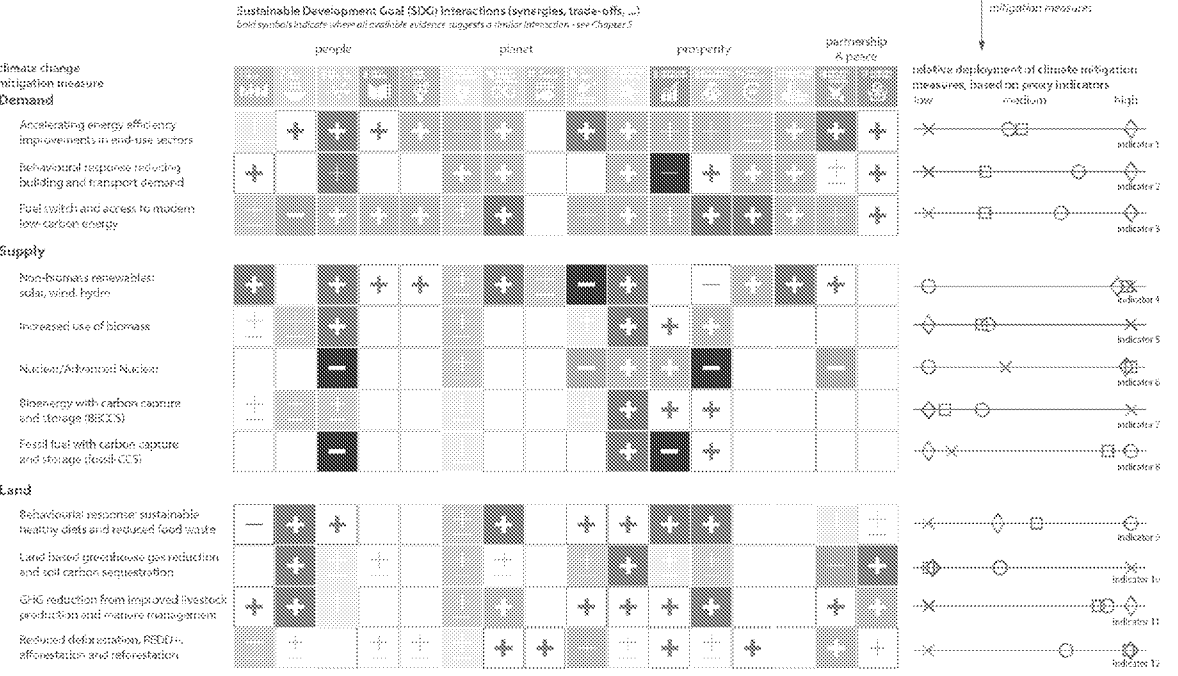 Sustainable Development Goal (SDG) interactions (synergies, trade-offs, ...)
bold symbols indicate where all available evidence suggests a similar interaction - see Chapter 5
mitigation measures
people
planet
prosperity
partnership
& peace
climate change
mitigation measure
relative deployment of climate mitigation
measures, based on proxy indicators
low
medium
high
Demand
Accelerating energy efficiency
improvements in end-use sectors
indicator 1
Behavioural response reducing
building and transport demand
indicator 2
Fuel switch and access to modern
low-carbon energy
indicator 3
Supply
Non-biomass renewables:
solar, wind, hydro
indicator 4
Increased use of biomass
indicator 5
Nuclear/Advanced Nuclear
indicator 6
Bioenergy with carbon capture
and storage (BECCS)
indicator 7
Fossil fuel with carbon capture
and storage (fossil-CCS)
indicator 8
Land
Behavioural response: sustainable
healthy diets and reduced food waste
indicator 9
Land based greenhouse gas reduction
and soil carbon sequestration
indicator 10
GHG reduction from improved livestock
production and manure management
indicator 11
Reduced deforestation, REDD+,
afforestation and reforestation
indicator 12